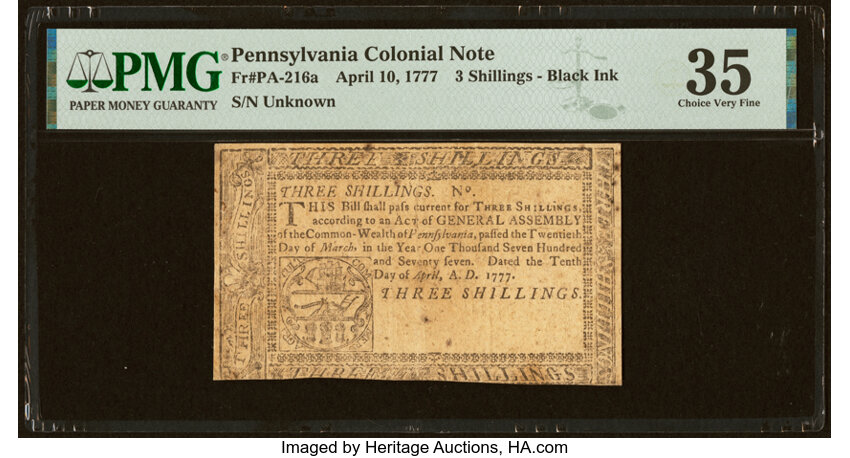 PMG
PAPER MONEY GUARANTY
Pennsylvania Colonial Note
Fr#PA-216a April 10, 1777 3 Shillings - Black Ink
S/N Unknown
35
Choice Very Fine
THREE SHILLINGS
THREE SHILLINGS
THREE SHILLINGS. Nº.
THIS Bill ſhall paſs current for THREE SHILLINGS,
according to an ACT of GENERAL ASSEMBLY
of the Common-Wealth of Pennſylvania, paſſed the Twentieth
Day of March, in the Year One Thouſand Seven Hundred
and Seventy ſeven. Dated the Tenth
Day of April, A. D. 1777.
THREE SHILLINGS.
THREE SHILLINGS
Imaged by Heritage Auctions, HA.com